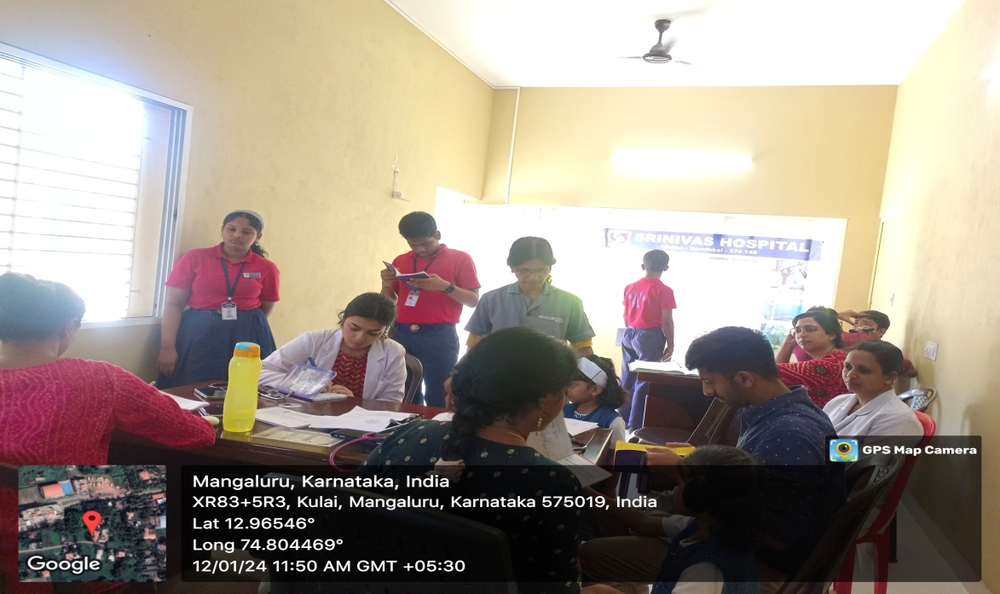 SRINIVAS HOSPITAL
GPS Map Camera
Mangaluru, Karnataka, India
XR83+5R3, Kulai, Mangaluru, Karnataka 575019, India
Lat 12.96546°
Long 74.804469°
12/01/24 11:50 AM GMT +05:30
Google